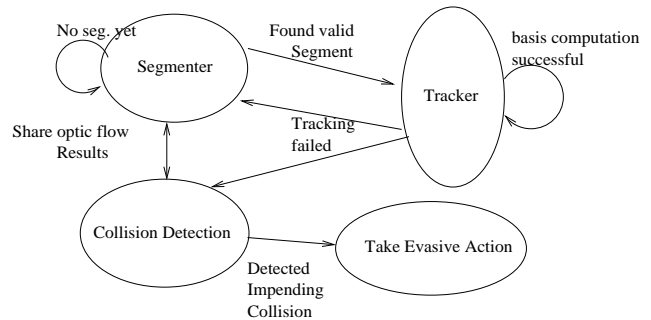 No seg. yet
Segmenter
Found valid
Segment
Tracker
basis computation
successful
Share optic flow
Results
Tracking
failed
Collision Detection
Take Evasive Action
Detected
Impending
Collision